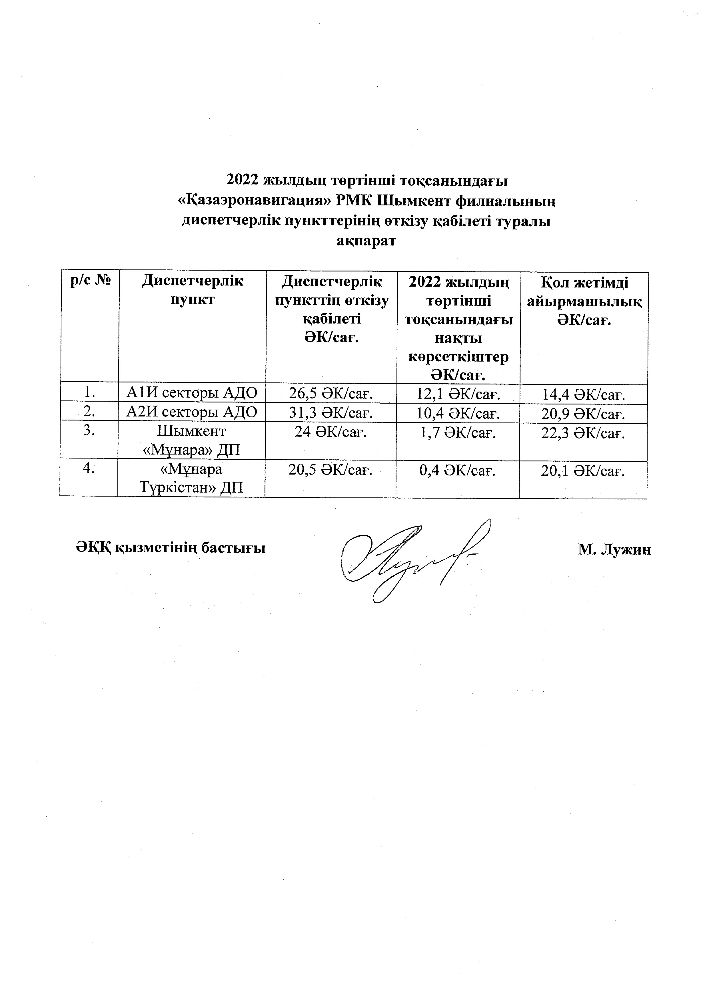 2022 жылдың төртінші тоқсанындағы
«Қазаэронавигация» РМК Шымкент филиалының
диспетчерлік пункттерінің өткізу қабілеті туралы
ақпарат
р/с № Диспетчерлік пункт Диспетчерлік пункттің өткізу қабілеті ӘК/сағ. 2022 жылдың төртінші тоқсанындағы нақты көрсеткіштер ӘК/сағ. Қол жетімді айырмашылық ӘК/сағ.
1. А1И секторы АДО 26,5 ӘК/сағ. 12,1 ӘК/сағ. 14,4 ӘК/сағ.
2. А2И секторы АДО 31,3 ӘК/сағ. 10,4 ӘК/сағ. 20,9 ӘК/сағ.
3. Шымкент «Мұнара» ДП 24 ӘК/сағ. 1,7 ӘК/сағ. 22,3 ӘК/сағ.
4. «Мұнара Түркістан» ДП 20,5 ӘК/сағ. 0,4 ӘК/сағ. 20,1 ӘК/сағ.
ӘҚҚ қызметінің бастығы М. Лужин